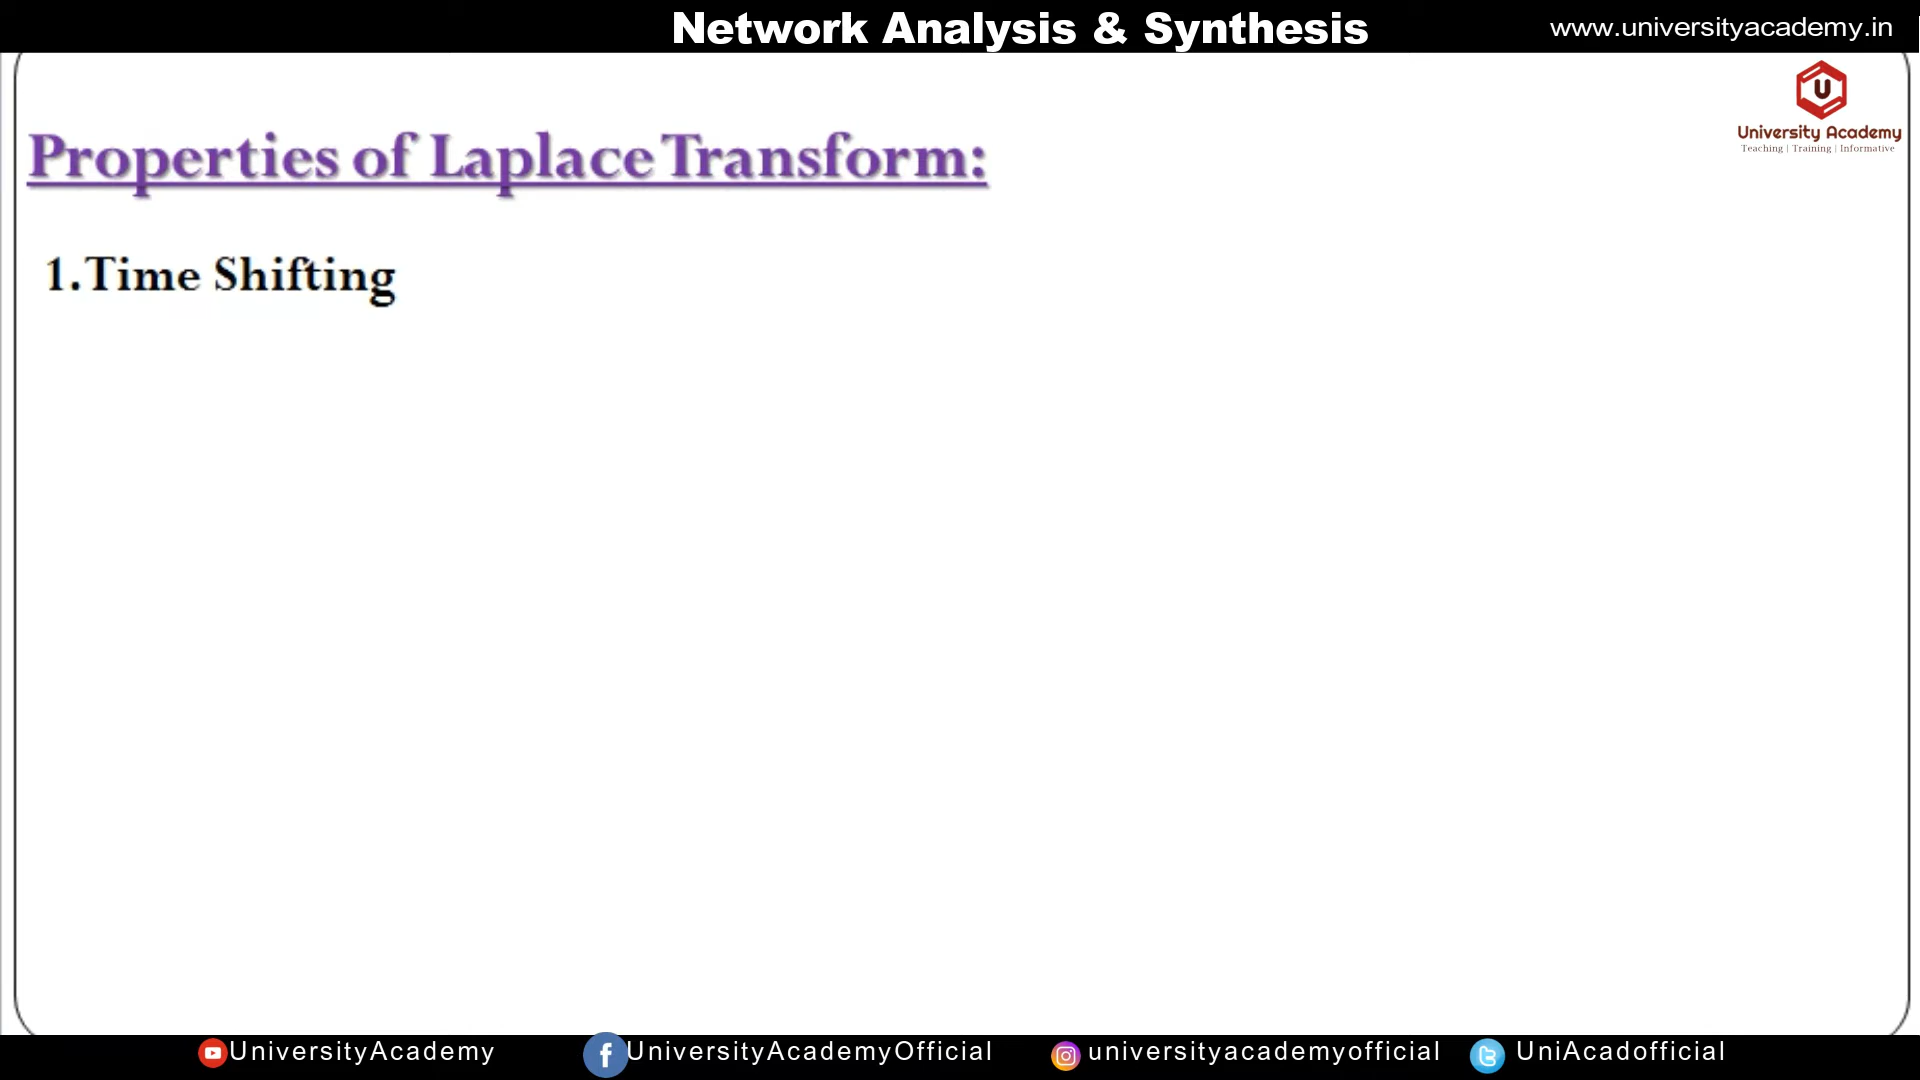 Network Analysis & Synthesis
www.universityacademy.in
U
University Academy
Teaching | Training | Informative
Properties of Laplace Transform:
1. Time Shifting
UniversityAcademy
UniversityAcademyOfficial
universityacademyofficial
UniAcadofficial